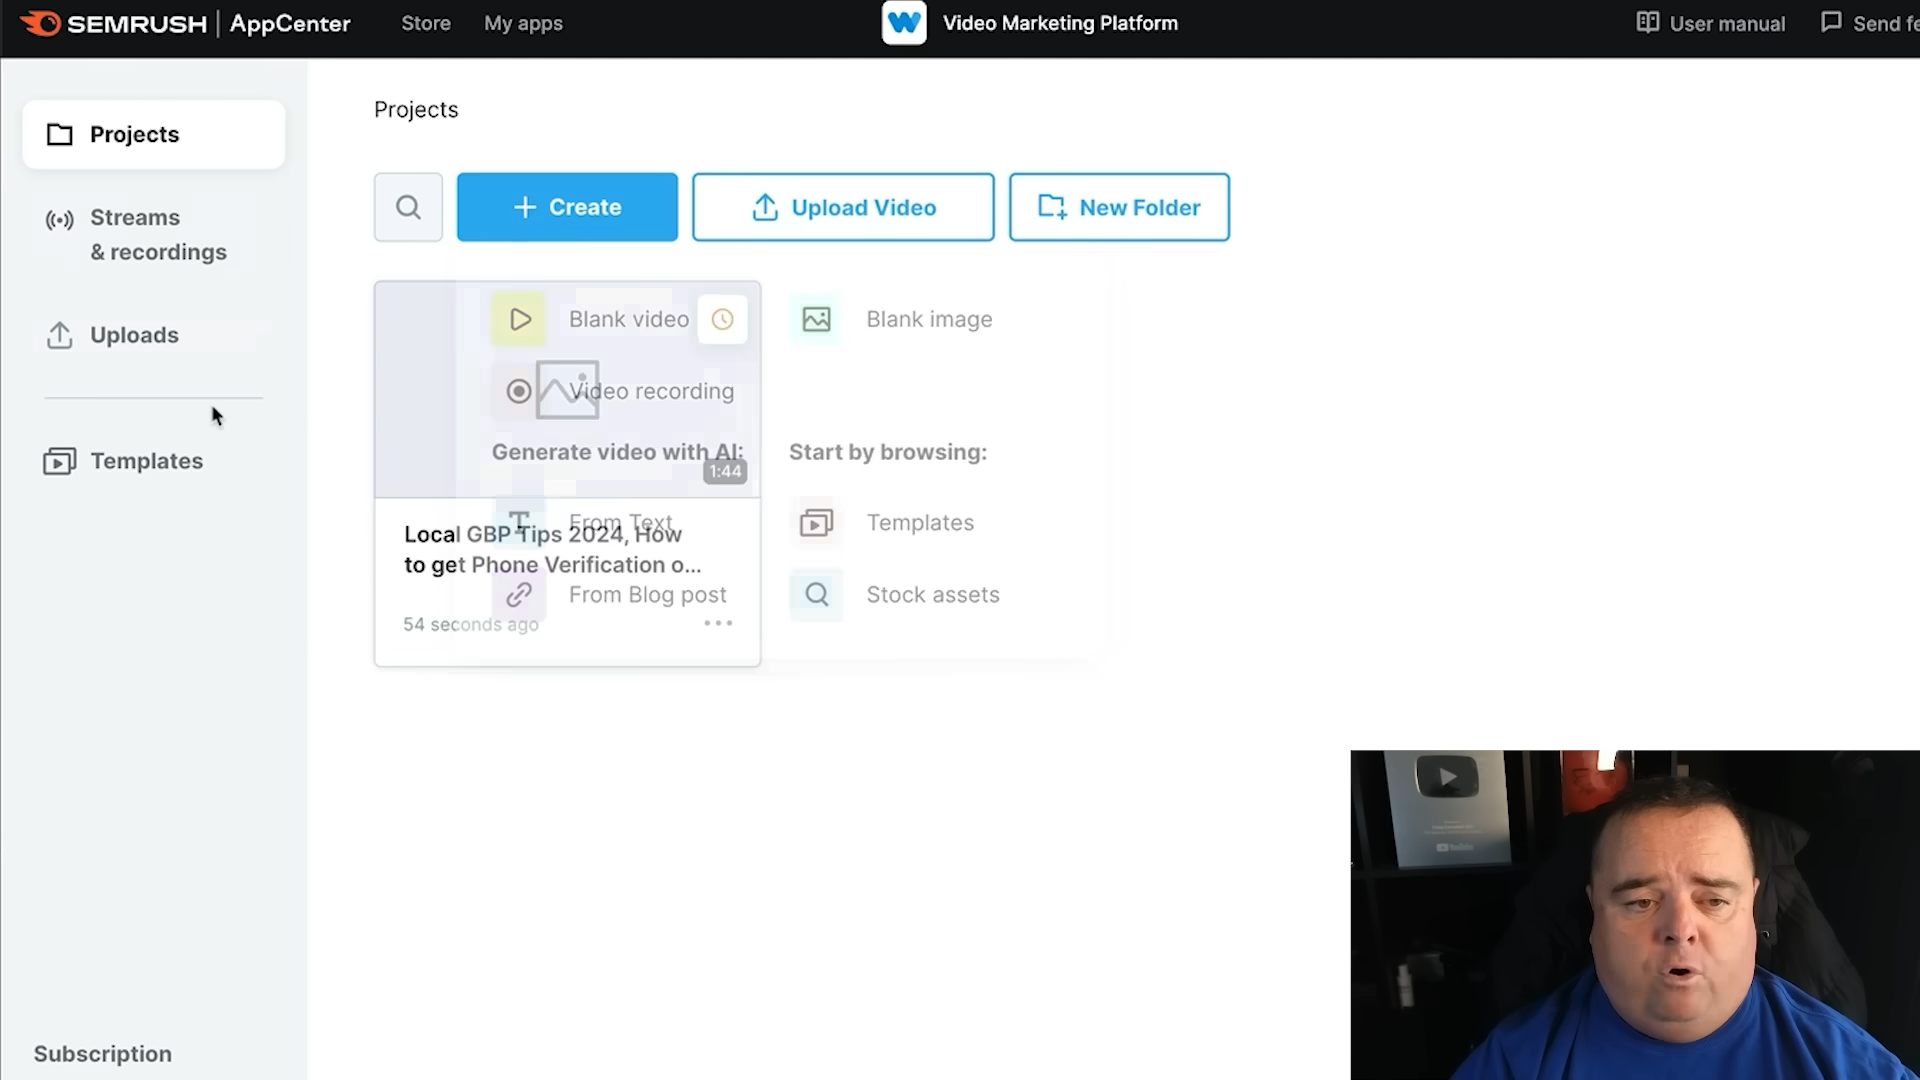 SEMRUSH AppCenter
Store
My apps
Video Marketing Platform
User manual
Send fe
Projects
Streams
& recordings
Uploads
Templates
Subscription
Projects
Create
Upload Video
New Folder
Blank video
Blank image
Video recording
Generate video with AI:
Start by browsing:
1:44
From Text
Templates
Local GBP Tips 2024, How
to get Phone Verification o...
From Blog post
Stock assets
54 seconds ago
YouTube